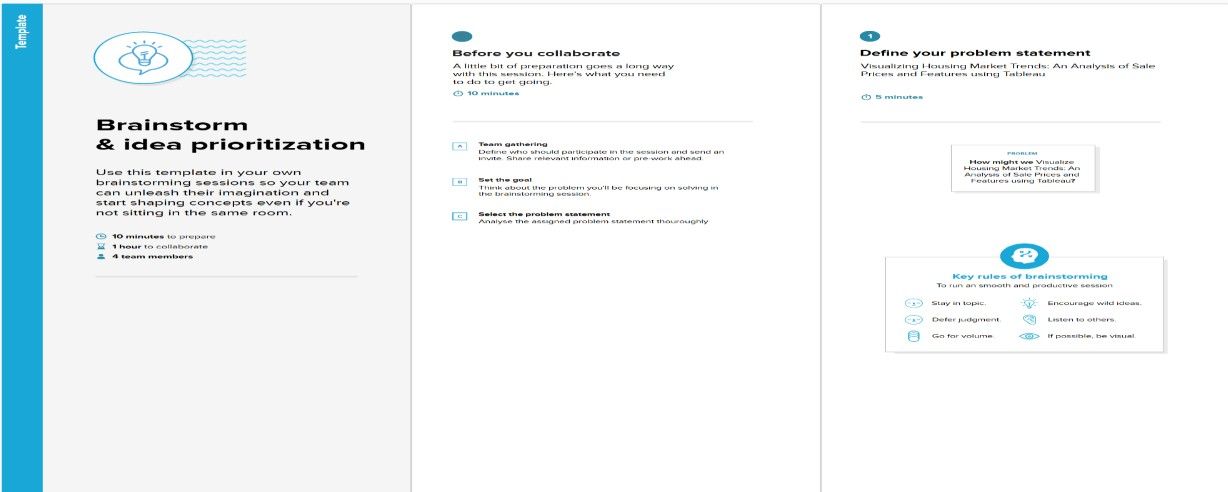 Template
Brainstorm
& idea prioritization
Use this template in your own
brainstorming sessions so your team
can unleash their imagination and
start shaping concepts even if you're
not sitting in the same room.
10 minutes to prepare
1 hour to collaborate
4 team members
Before you collaborate
A little bit of preparation goes a long way
with this session. Here's what you need
to do to get going.
10 minutes
A
Team gathering
Define who should participate in the session and send an
invite. Share relevant information or pre-work ahead.
B
Set the goal
Think about the problem you'll be focusing on solving in
the brainstorming session.
C
Select the problem statement
Analyse the assigned problem statement thouroughly
1
Define your problem statement
Visualizing Housing Market Trends: An Analysis of Sale
Prices and Features using Tableau
5 minutes
PROBLEM
How might we Visualize
Housing Market Trends: An
Analysis of Sale Prices and
Features using Tableau?
Key rules of brainstorming
To run an smooth and productive session
Stay in topic.
Encourage wild ideas.
Defer judgment.
Listen to others.
Go for volume.
If possible, be visual.